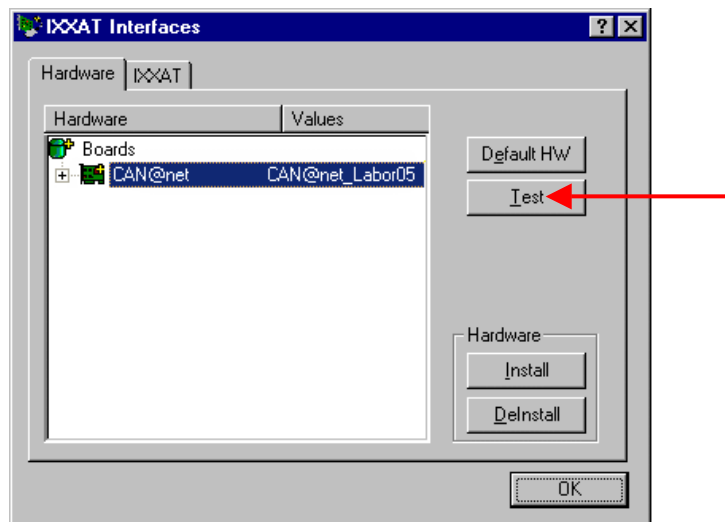 IXXAT Interfaces
Hardware
IXXAT
Hardware Values
Boards
CAN@net CAN@net_Labor05
Default HW
Test
Hardware
Install
DeInstall
OK